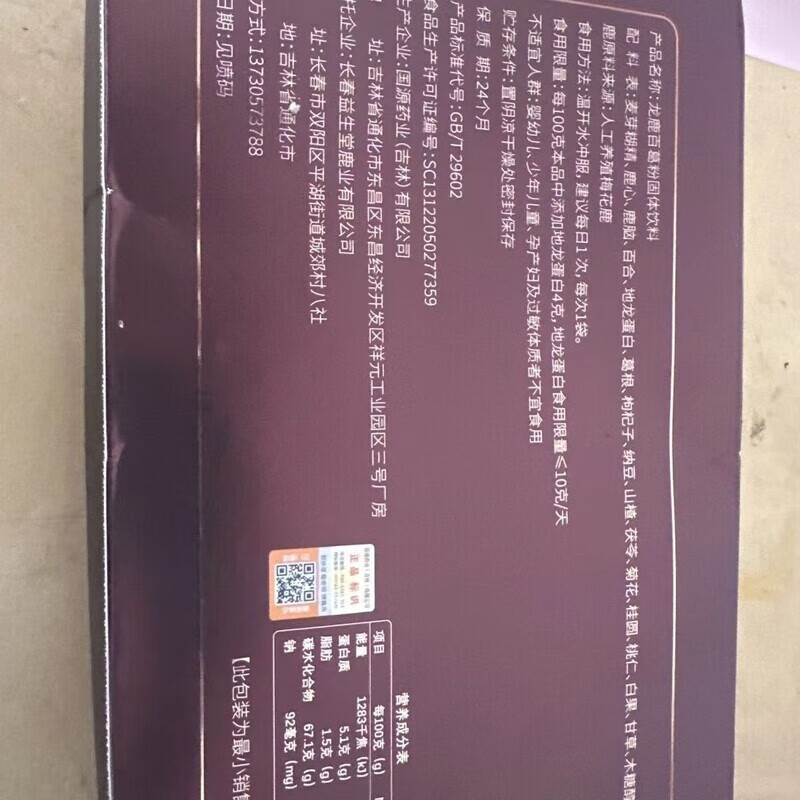 产品名称:龙鹿百葛粉固体饮料
配 料 表:麦芽糊精、鹿心、鹿脑、百合、地龙蛋白、葛根、枸杞子、纳豆、山楂、茯苓、菊花、桂圆、桃仁、白果、甘草、木糖醇
鹿原料来源:人工养殖梅花鹿
食用方法:温开水冲服,建议每日1次,每次1袋。
食用限量:每100克本品中添加地龙蛋白4克,地龙蛋白食用限量≤10克/天
不适宜人群:婴幼儿、少年儿童、孕产妇及过敏体质者不宜食用
贮存条件:置阴凉干燥处密封保存
保 质 期:24个月
产品标准代号:GB/T 29602
食品生产许可证编号:SC13122050277359
生产企业:国源药业(吉林)有限公司
址:吉林省通化市东昌区东昌经济开发区祥元工业园区三号厂房
托企业:长春益生堂鹿业有限公司
址:长春市双阳区平湖街道城郊村八社
地:吉林省通化市
方式:13730573788
日期:见喷码
正品标识
营养成分表
项目 每100克 (g)
能量 1283千焦 (kJ)
蛋白质 5.1克 (g)
脂肪 1.5克 (g)
碳水化合物 67.1克 (g)
钠 92毫克 (mg)
【此包装为最小销售